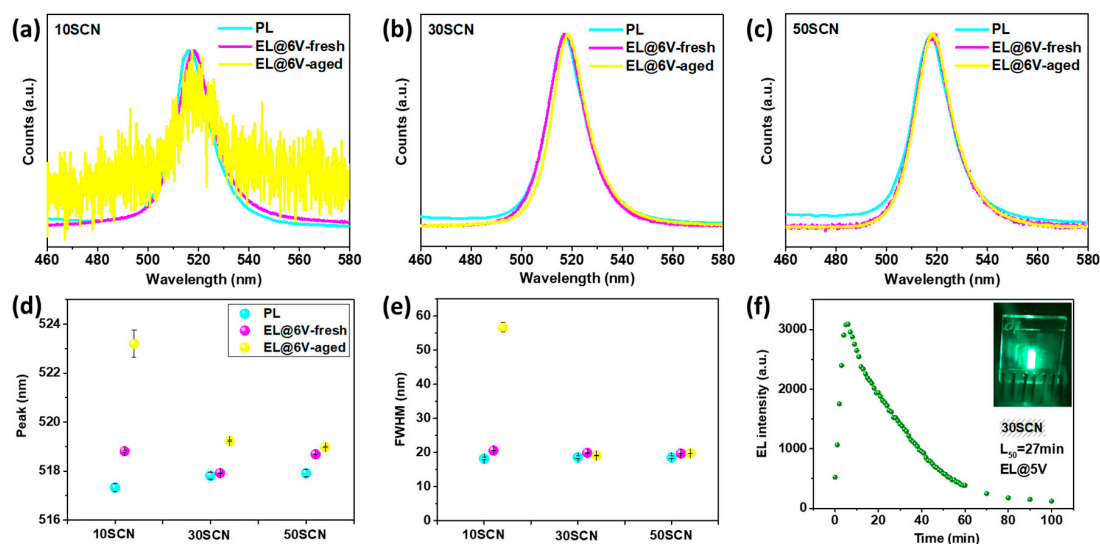 (a)
10SCN
PL
EL@6V-fresh
EL@6V-aged
Counts (a.u.)
460 480 500 520 540 560 580
Wavelength (nm)
(b)
30SCN
PL
EL@6V-fresh
EL@6V-aged
Counts (a.u.)
460 480 500 520 540 560 580
Wavelength (nm)
(c)
50SCN
PL
EL@6V-fresh
EL@6V-aged
Counts (a.u.)
460 480 500 520 540 560 580
Wavelength (nm)
(d)
PL
EL@6V-fresh
EL@6V-aged
Peak (nm)
524
522
520
518
516
10SCN 30SCN 50SCN
(e)
FWHM (nm)
60
50
40
30
20
10
0
10SCN 30SCN 50SCN
(f)
EL intensity (a.u.)
3000
2000
1000
0
30SCN
L50=27min
EL@5V
0 20 40 60 80 100
Time (min)